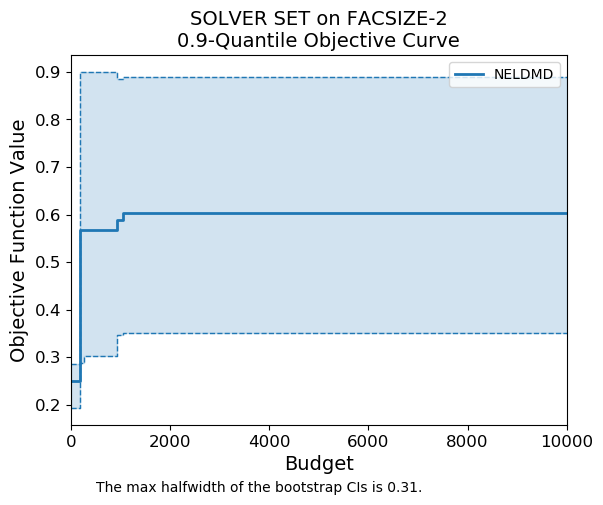 SOLVER SET on FACSIZE-2
0.9-Quantile Objective Curve
NELDMD
Objective Function Value
0.9
0.8
0.7
0.6
0.5
0.4
0.3
0.2
0 2000 4000 6000 8000 10000
Budget
The max halfwidth of the bootstrap CIs is 0.31.